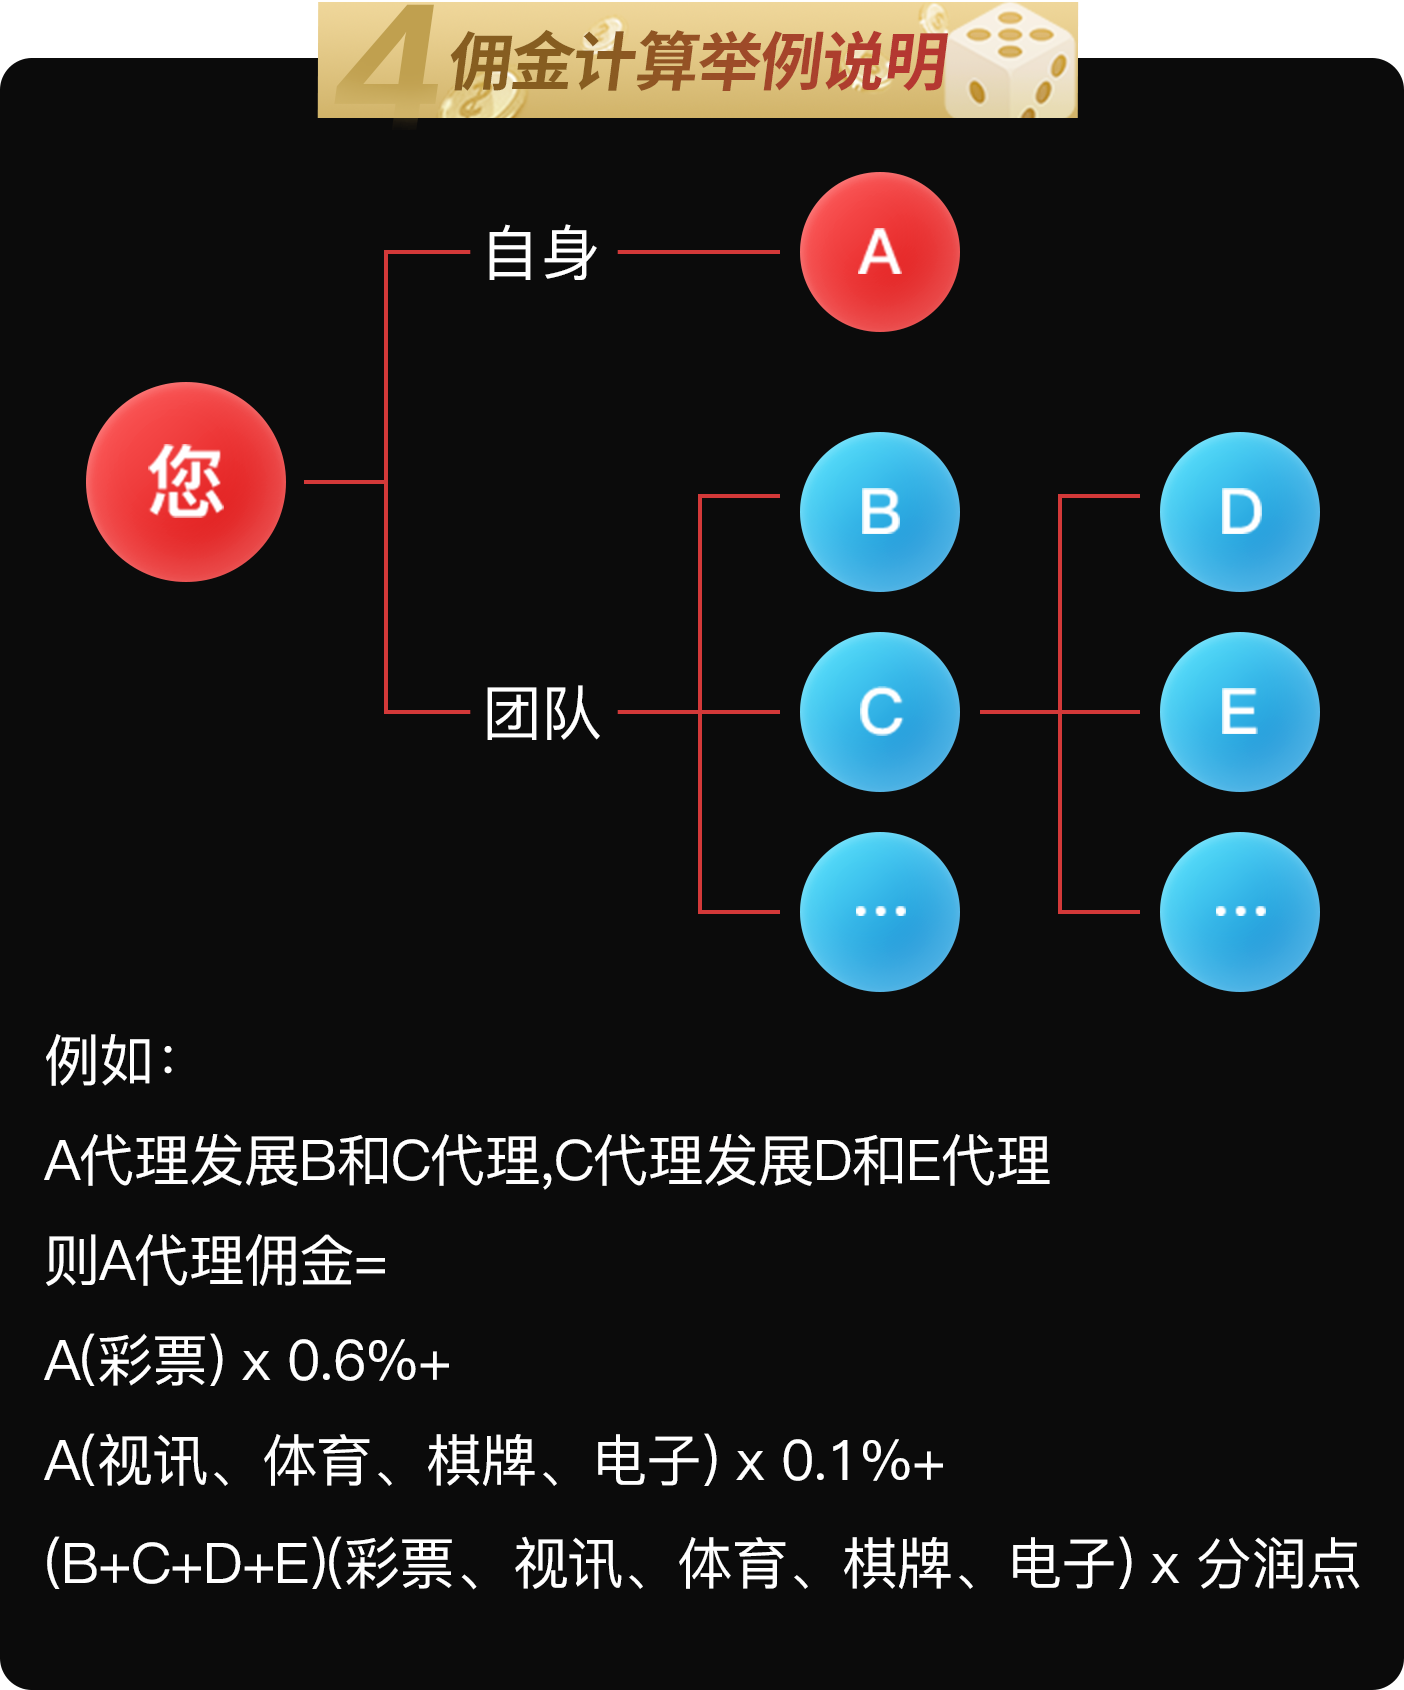 4 佣金计算举例说明
自身
A
您
B
D
团队
C
E
...
...
例如：
A代理发展B和C代理,C代理发展D和E代理
则A代理佣金=
A(彩票) x 0.6%+
A(视讯、体育、棋牌、电子) x 0.1%+
(B+C+D+E)(彩票、视讯、体育、棋牌、电子) x 分润点